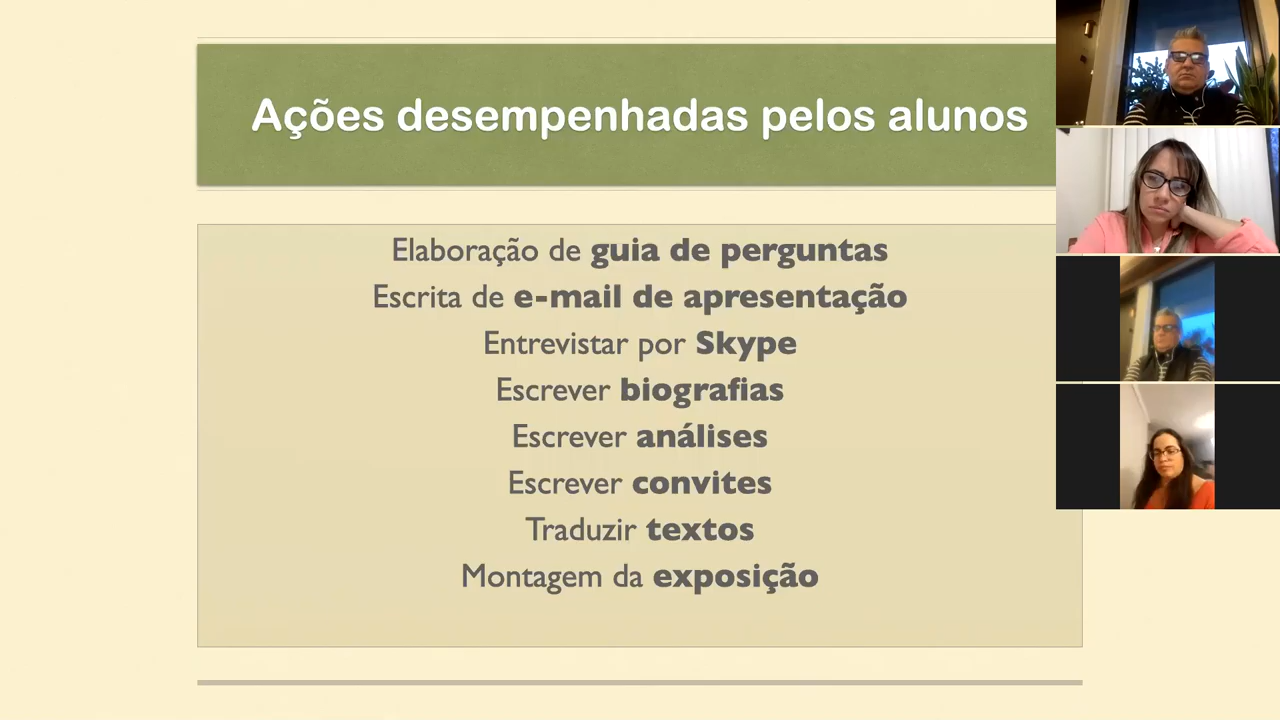 Ações desempenhadas pelos alunos
Elaboração de guia de perguntas
Escrita de e-mail de apresentação
Entrevistar por Skype
Escrever biografias
Escrever análises
Escrever convites
Traduzir textos
Montagem da exposição